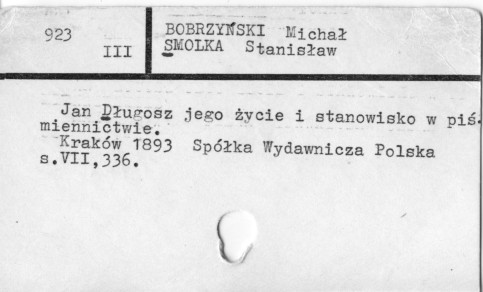 923
III
BOBRZYŃSKI Michał
SMOLKA Stanisław
Jan Długosz jego życie i stanowisko w piś-
miennictwie.
Kraków 1893 Spółka Wydawnicza Polska
s.VII,336.